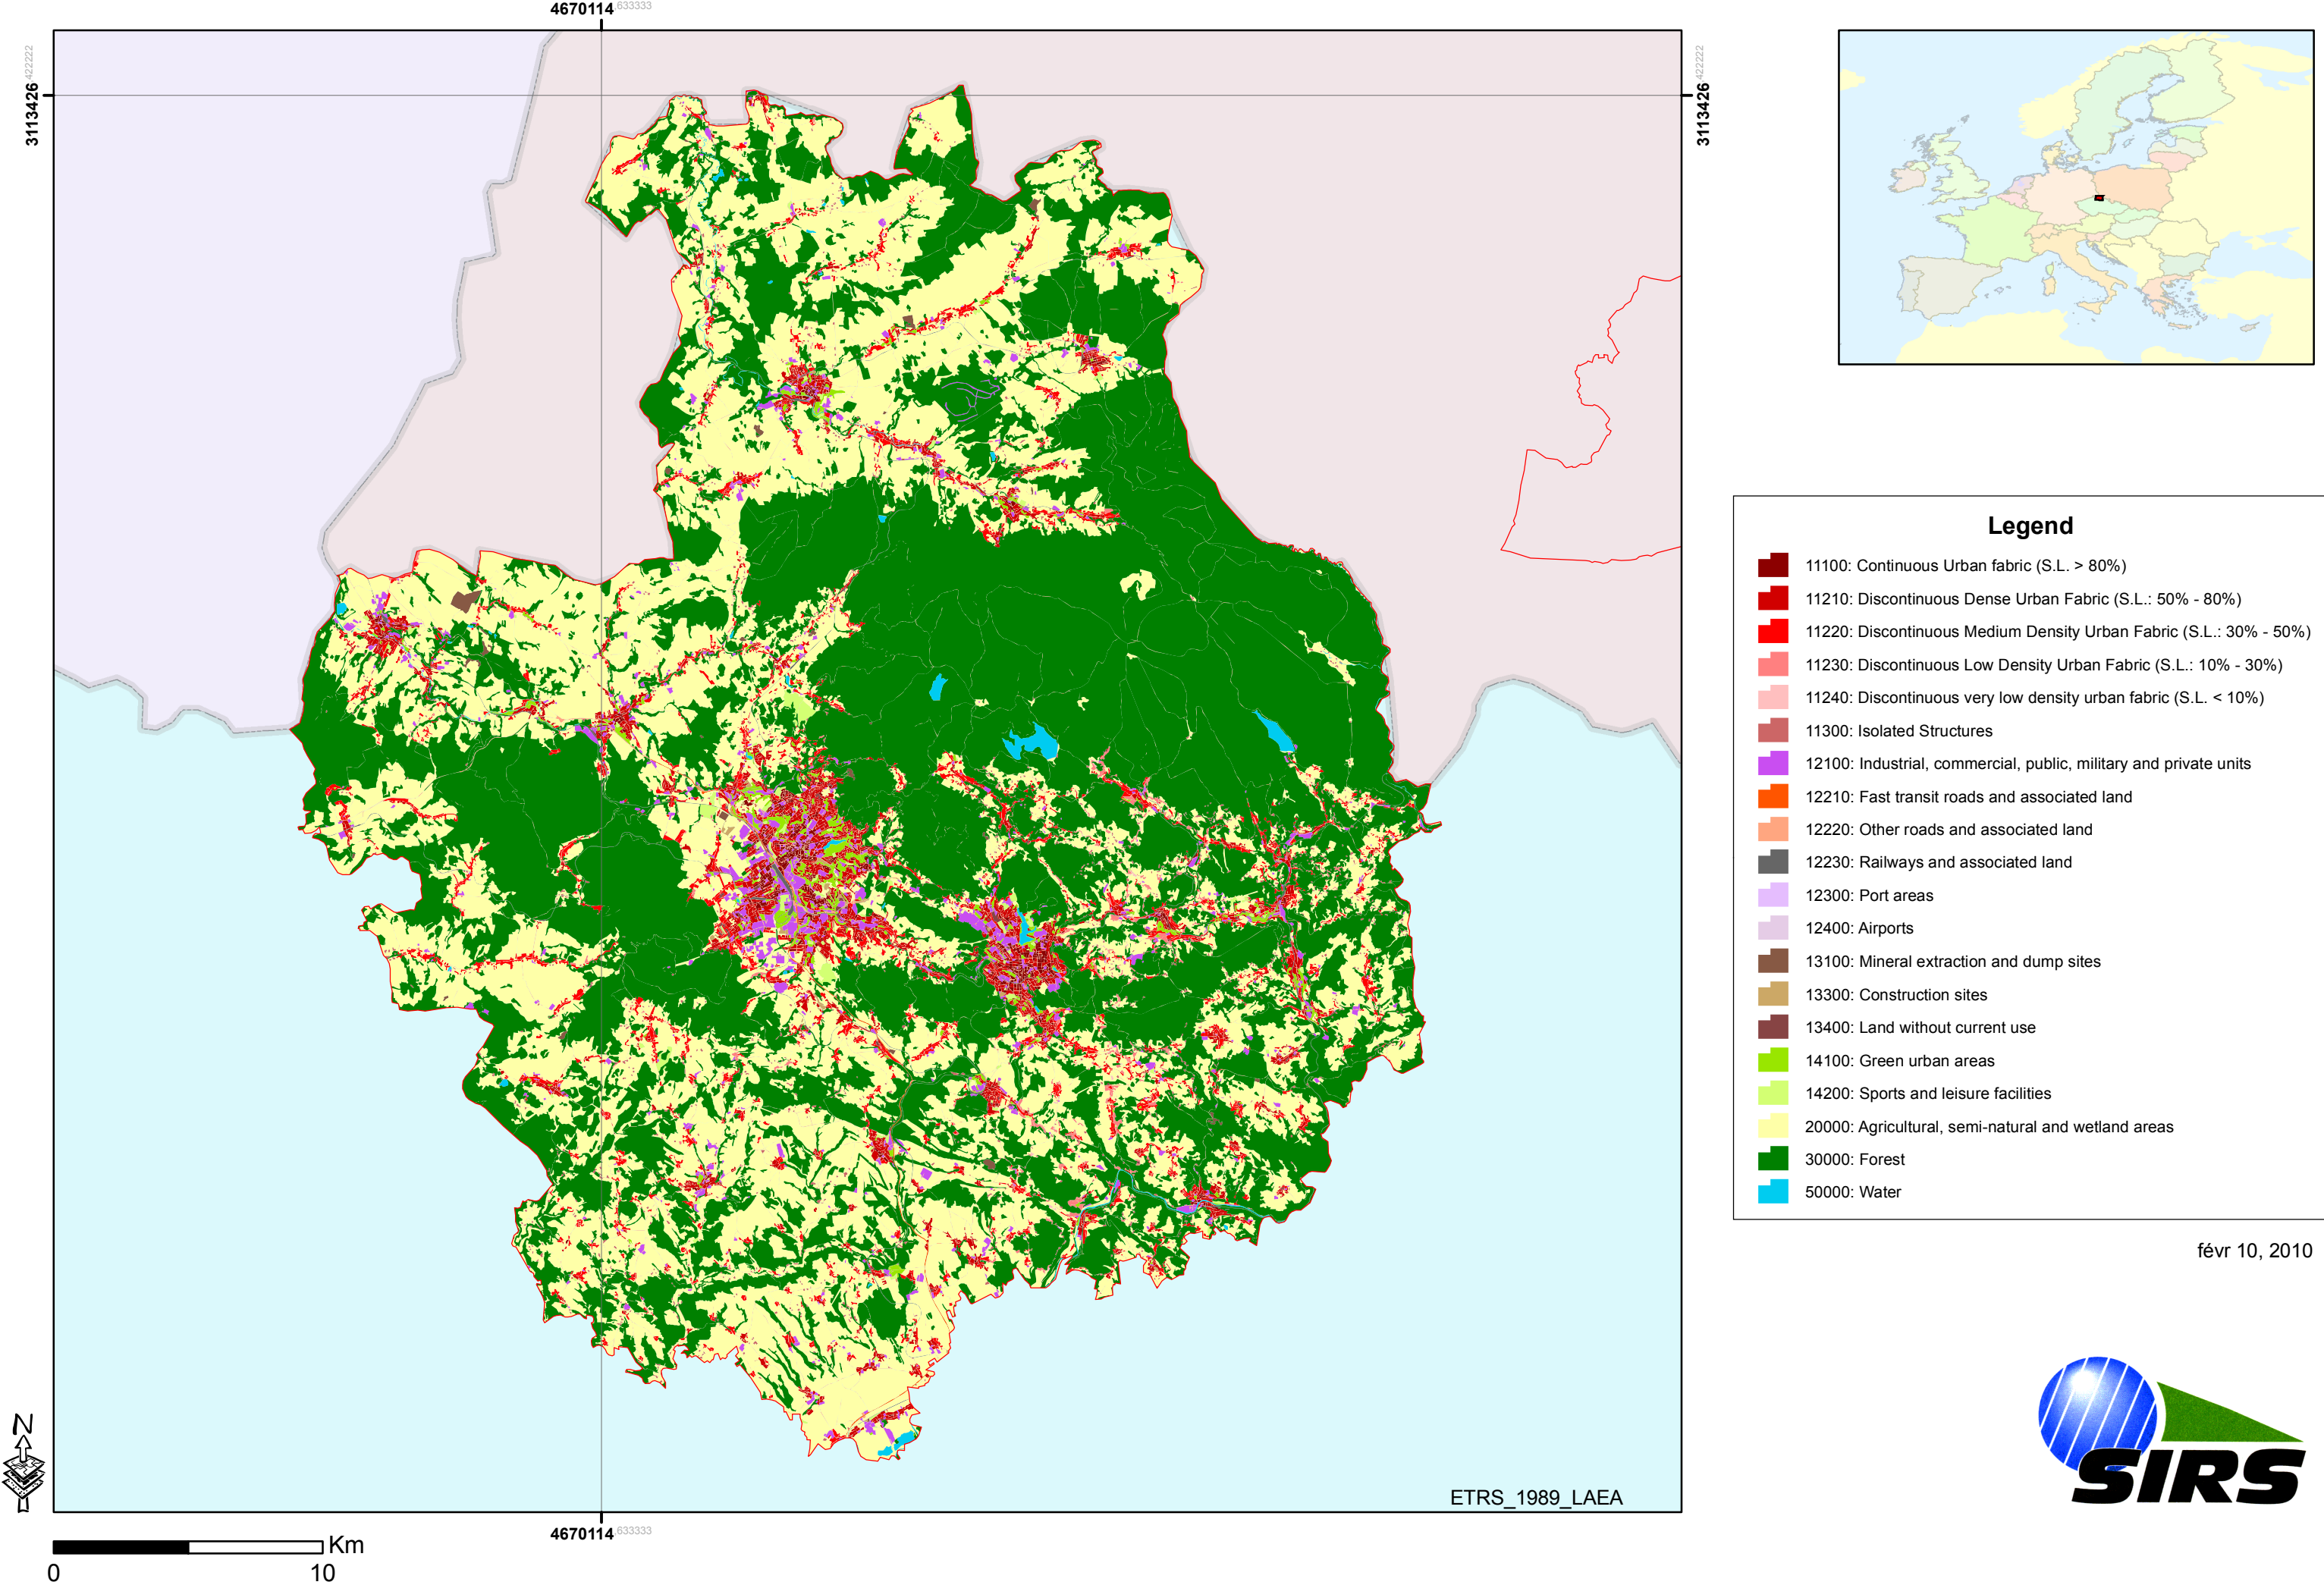 4670114 633333
3113426 422222
3113426 422222
Legend
11100: Continuous Urban fabric (S.L. > 80%)
11210: Discontinuous Dense Urban Fabric (S.L.: 50% - 80%)
11220: Discontinuous Medium Density Urban Fabric (S.L.: 30% - 50%)
11230: Discontinuous Low Density Urban Fabric (S.L.: 10% - 30%)
11240: Discontinuous very low density urban fabric (S.L. < 10%)
11300: Isolated Structures
12100: Industrial, commercial, public, military and private units
12210: Fast transit roads and associated land
12220: Other roads and associated land
12230: Railways and associated land
12300: Port areas
12400: Airports
13100: Mineral extraction and dump sites
13300: Construction sites
13400: Land without current use
14100: Green urban areas
14200: Sports and leisure facilities
20000: Agricultural, semi-natural and wetland areas
30000: Forest
50000: Water
févr 10, 2010
SIRS
N
ETRS_1989_LAEA
4670114 633333
Km
0 10